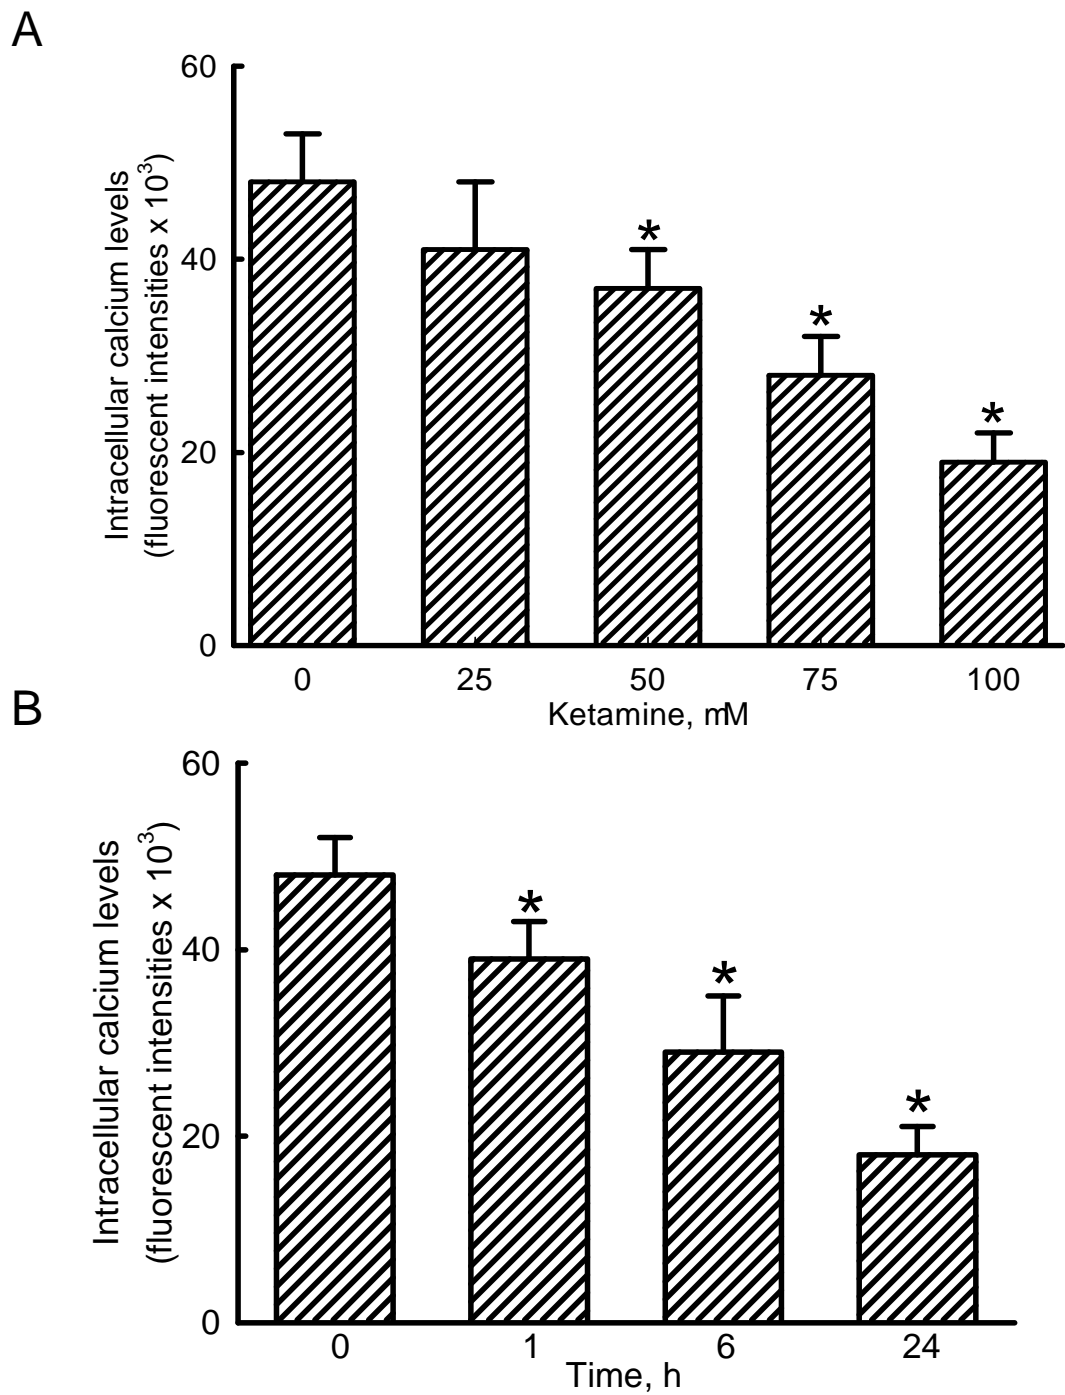 A
60
40
20
0
Intracellular calcium levels
(fluorescent intensities x 10³)
*
*
*
0 25 50 75 100
Ketamine, mM
B
60
40
20
0
Intracellular calcium levels
(fluorescent intensities x 10³)
*
*
*
0 1 6 24
Time, h